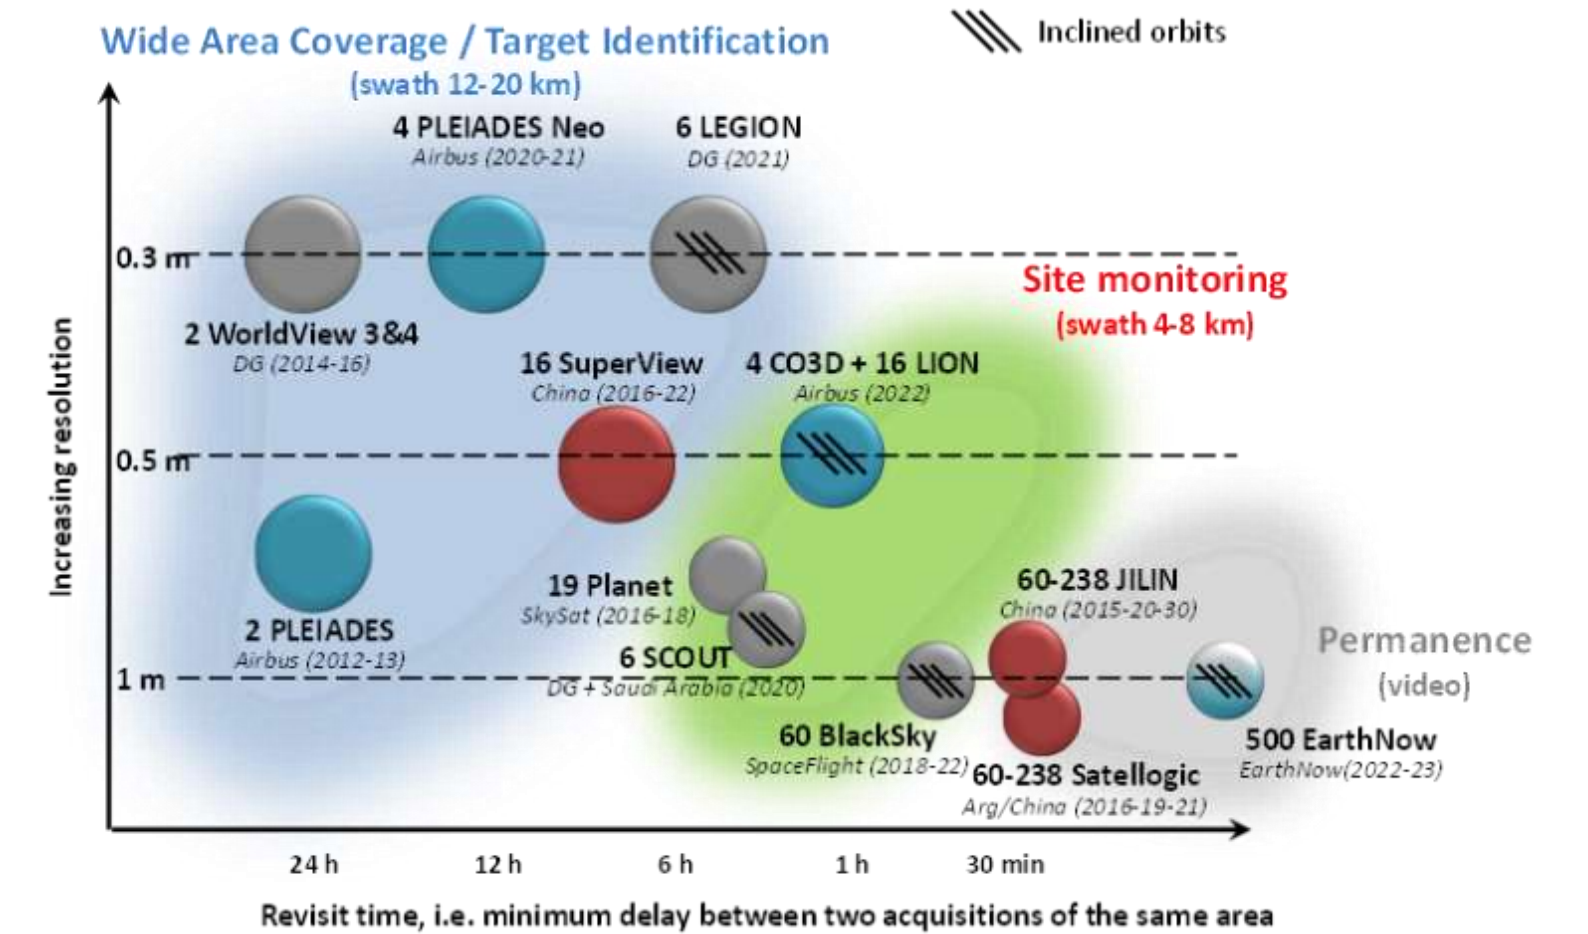 Wide Area Coverage / Target Identification
(swath 12-20 km)
Inclined orbits
4 PLEIADES Neo
Airbus (2020-21)
6 LEGION
DG (2021)
0.3 m
Site monitoring
(swath 4-8 km)
2 WorldView 3&4
DG (2014-16)
16 SuperView
China (2016-22)
4 CO3D + 16 LION
Airbus (2022)
Increasing resolution
0.5 m
19 Planet
SkySat (2016-18)
60-238 JILIN
China (2015-20-30)
2 PLEIADES
Airbus (2012-13)
6 SCOUT
DG + Saudi Arabia (2020)
Permanence
(video)
1 m
60 BlackSky
SpaceFlight (2018-22)
500 EarthNow
EarthNow(2022-23)
60-238 Satellogic
Arg/China (2016-19-21)
24 h
12 h
6 h
1 h
30 min
Revisit time, i.e. minimum delay between two acquisitions of the same area